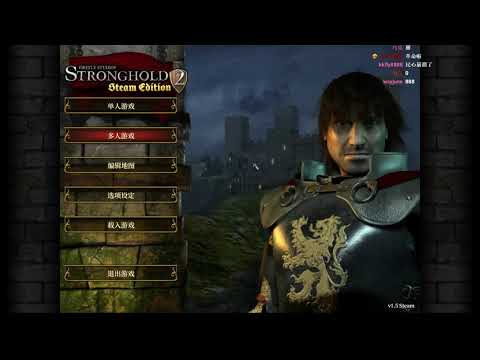 FIREFLY STUDIOS'
STRONGHOLD 2
Steam Edition
单人游戏
多人游戏
编辑地图
选项设定
载入游戏
退出游戏
v1.5 Steam